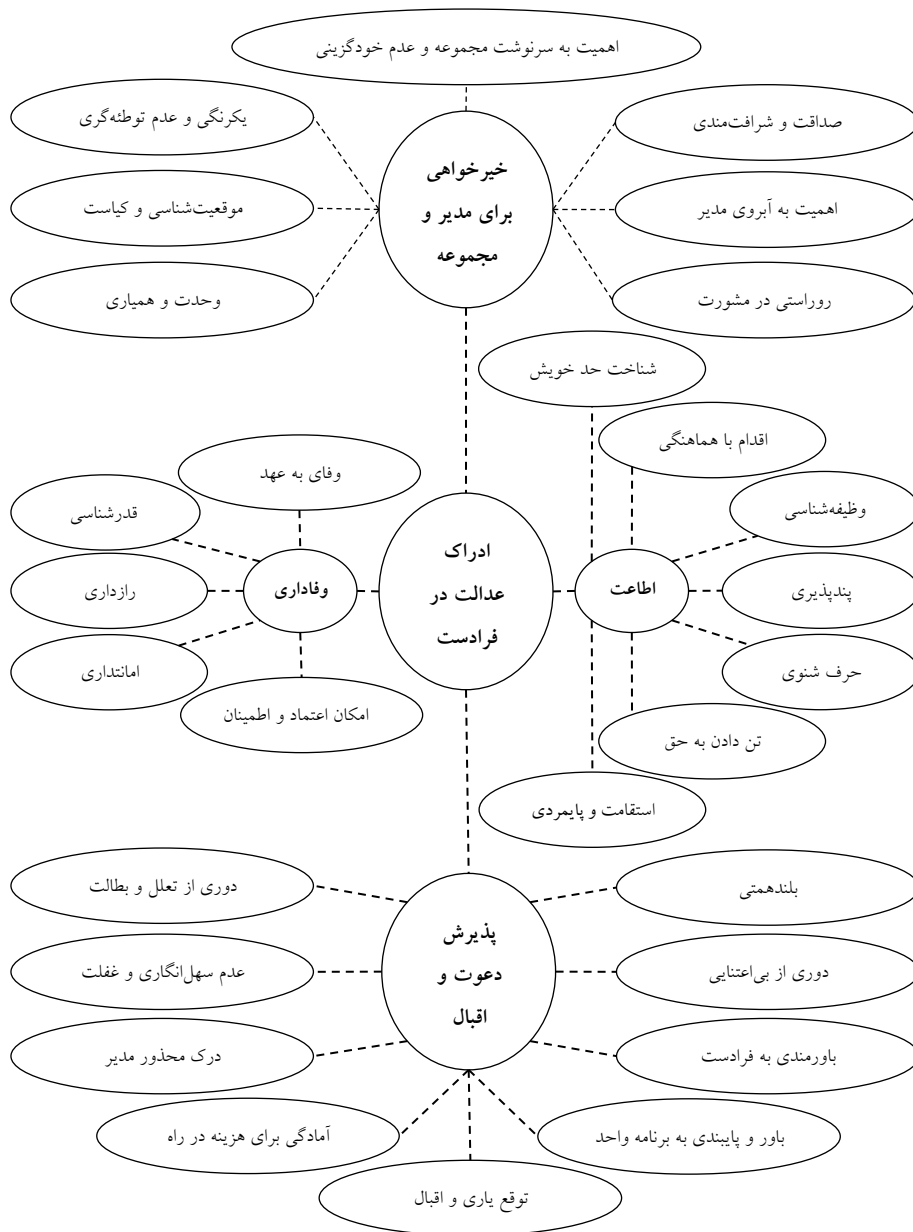 اهمیت به سرنوشت مجموعه و عدم خودگزینی
صداقت و شرافت‌مندی
یکرنگی و عدم توطئه‌گری
خیرخواهی
برای مدیر و
مجموعه
اهمیت به آبروی مدیر
موقعیت‌شناسی و کیاست
روراستی در مشورت
وحدت و همیاری
شناخت حد خویش
اقدام با هماهنگی
وفای به عهد
وظیفه‌شناسی
قدرشناسی
ادراک
عدالت در
فرادست
پندپذیری
اطاعت
وفاداری
رازداری
حرف شنوی
امانتداری
تن دادن به حق
امکان اعتماد و اطمینان
استقامت و پایمردی
بلندهمتی
دوری از تعلل و بطالت
پذیرش
دعوت و
اقبال
دوری از بی‌اعتنایی
عدم سهل‌انگاری و غفلت
باورمندی به فرادست
درک محذور مدیر
باور و پایبندی به برنامه واحد
آمادگی برای هزینه در راه
توقع یاری و اقبال